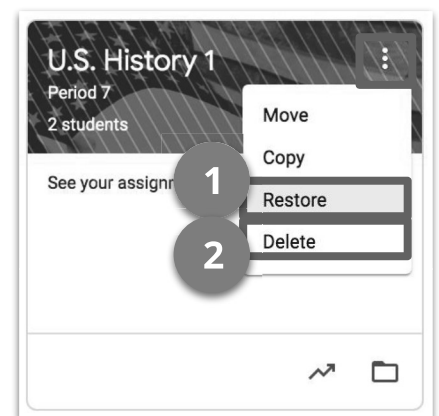 U.S. History 1
Period 7
2 students
Move
Copy
See your assignm
1
Restore
2
Delete